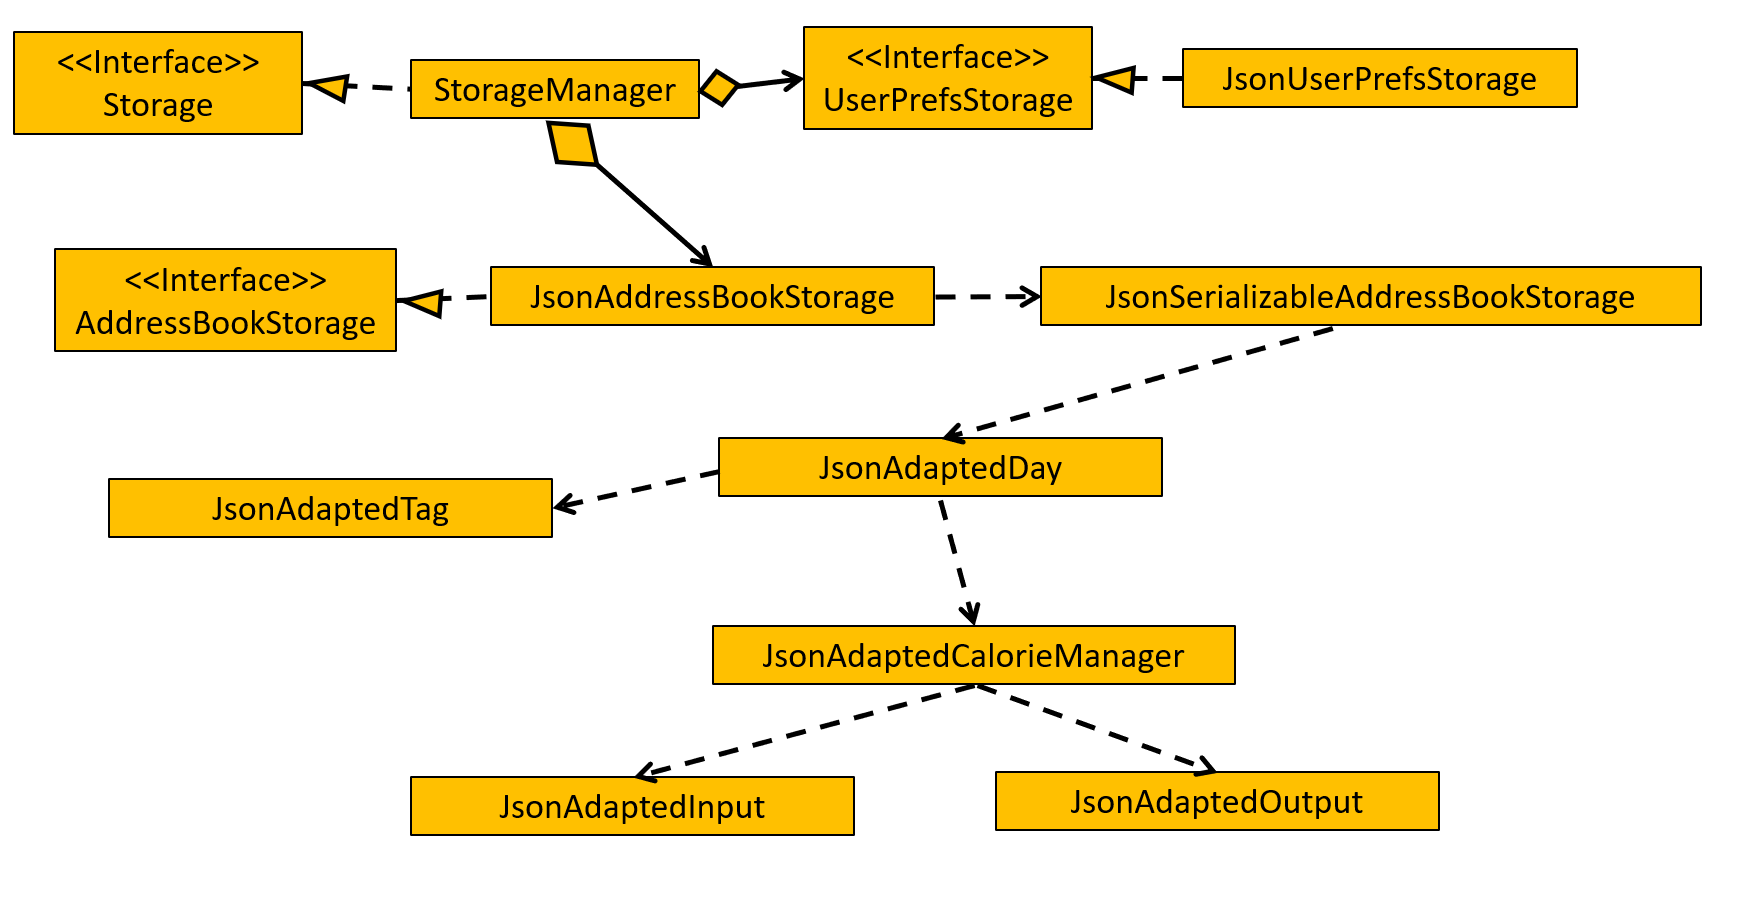 <<Interface>>
Storage
StorageManager
<<Interface>>
UserPrefsStorage
JsonUserPrefsStorage
<<Interface>>
AddressBookStorage
JsonAddressBookStorage
JsonSerializableAddressBookStorage
JsonAdaptedDay
JsonAdaptedTag
JsonAdaptedCalorieManager
JsonAdaptedInput
JsonAdaptedOutput